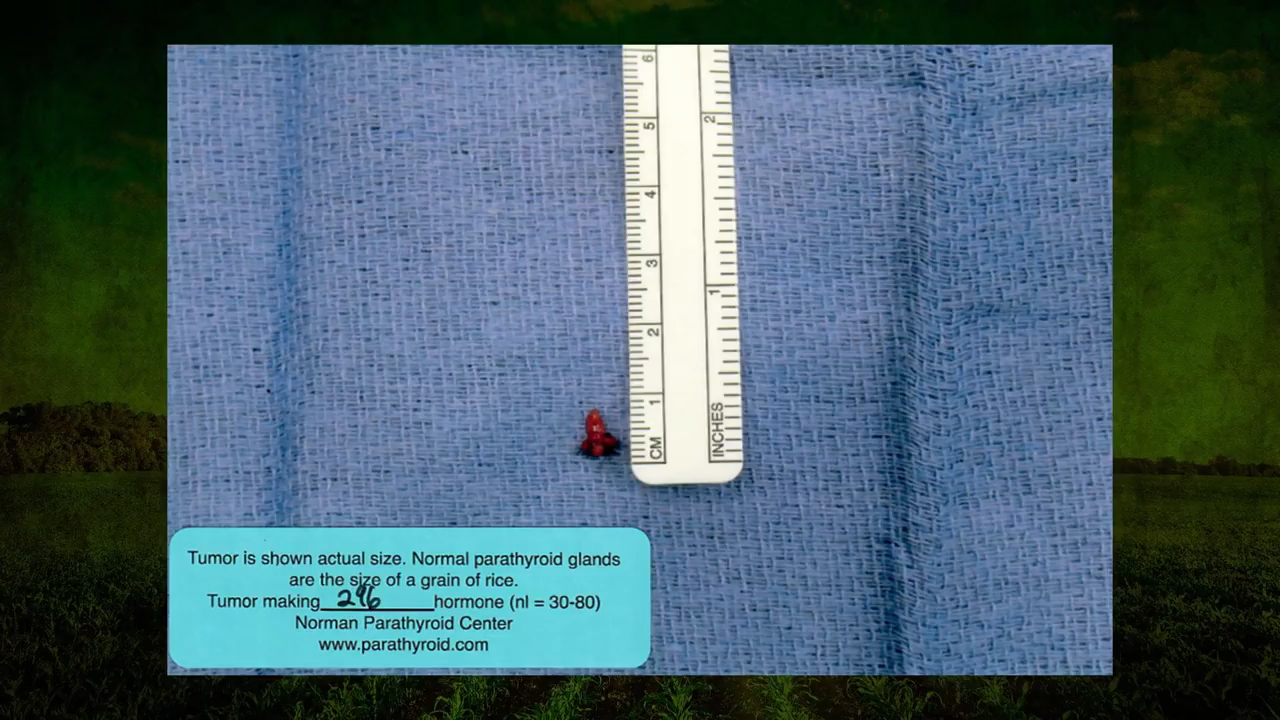 6
5
2
4
3
1
2
1
CM
INCHES
Tumor is shown actual size. Normal parathyroid glands
are the size of a grain of rice.
Tumor making 296 hormone (nl = 30-80)
Norman Parathyroid Center
www.parathyroid.com